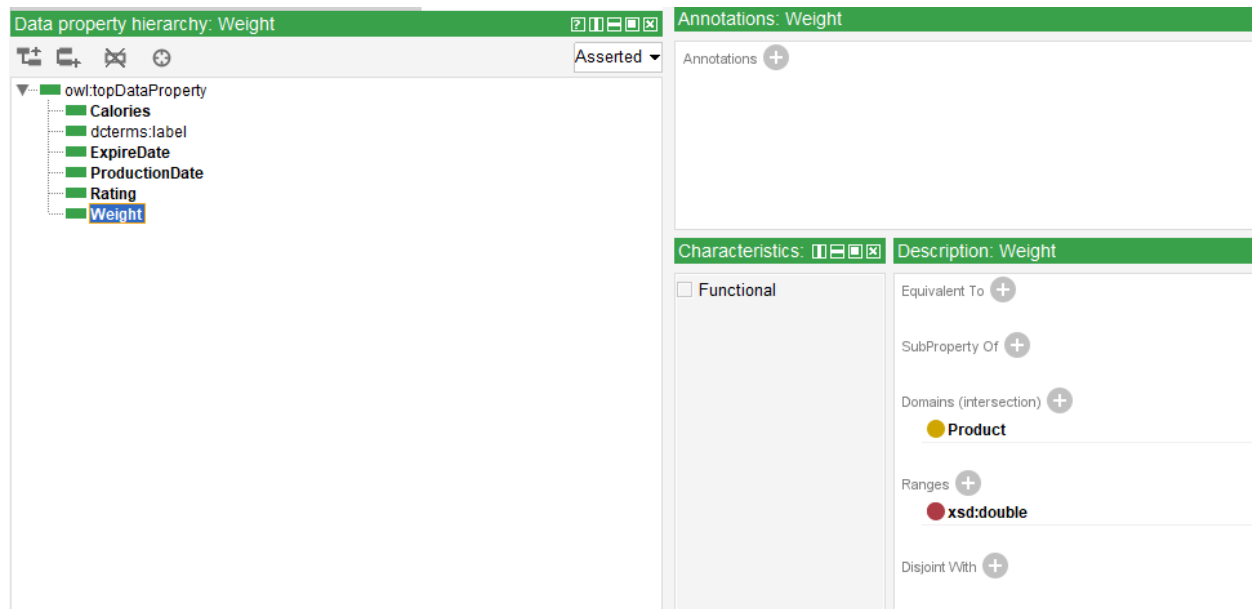 Data property hierarchy: Weight
Asserted
owl:topDataProperty
Calories
dcterms:label
ExpireDate
ProductionDate
Rating
Weight
Annotations: Weight
Annotations
Characteristics:
Functional
Description: Weight
Equivalent To
SubProperty Of
Domains (intersection)
Product
Ranges
xsd:double
Disjoint With